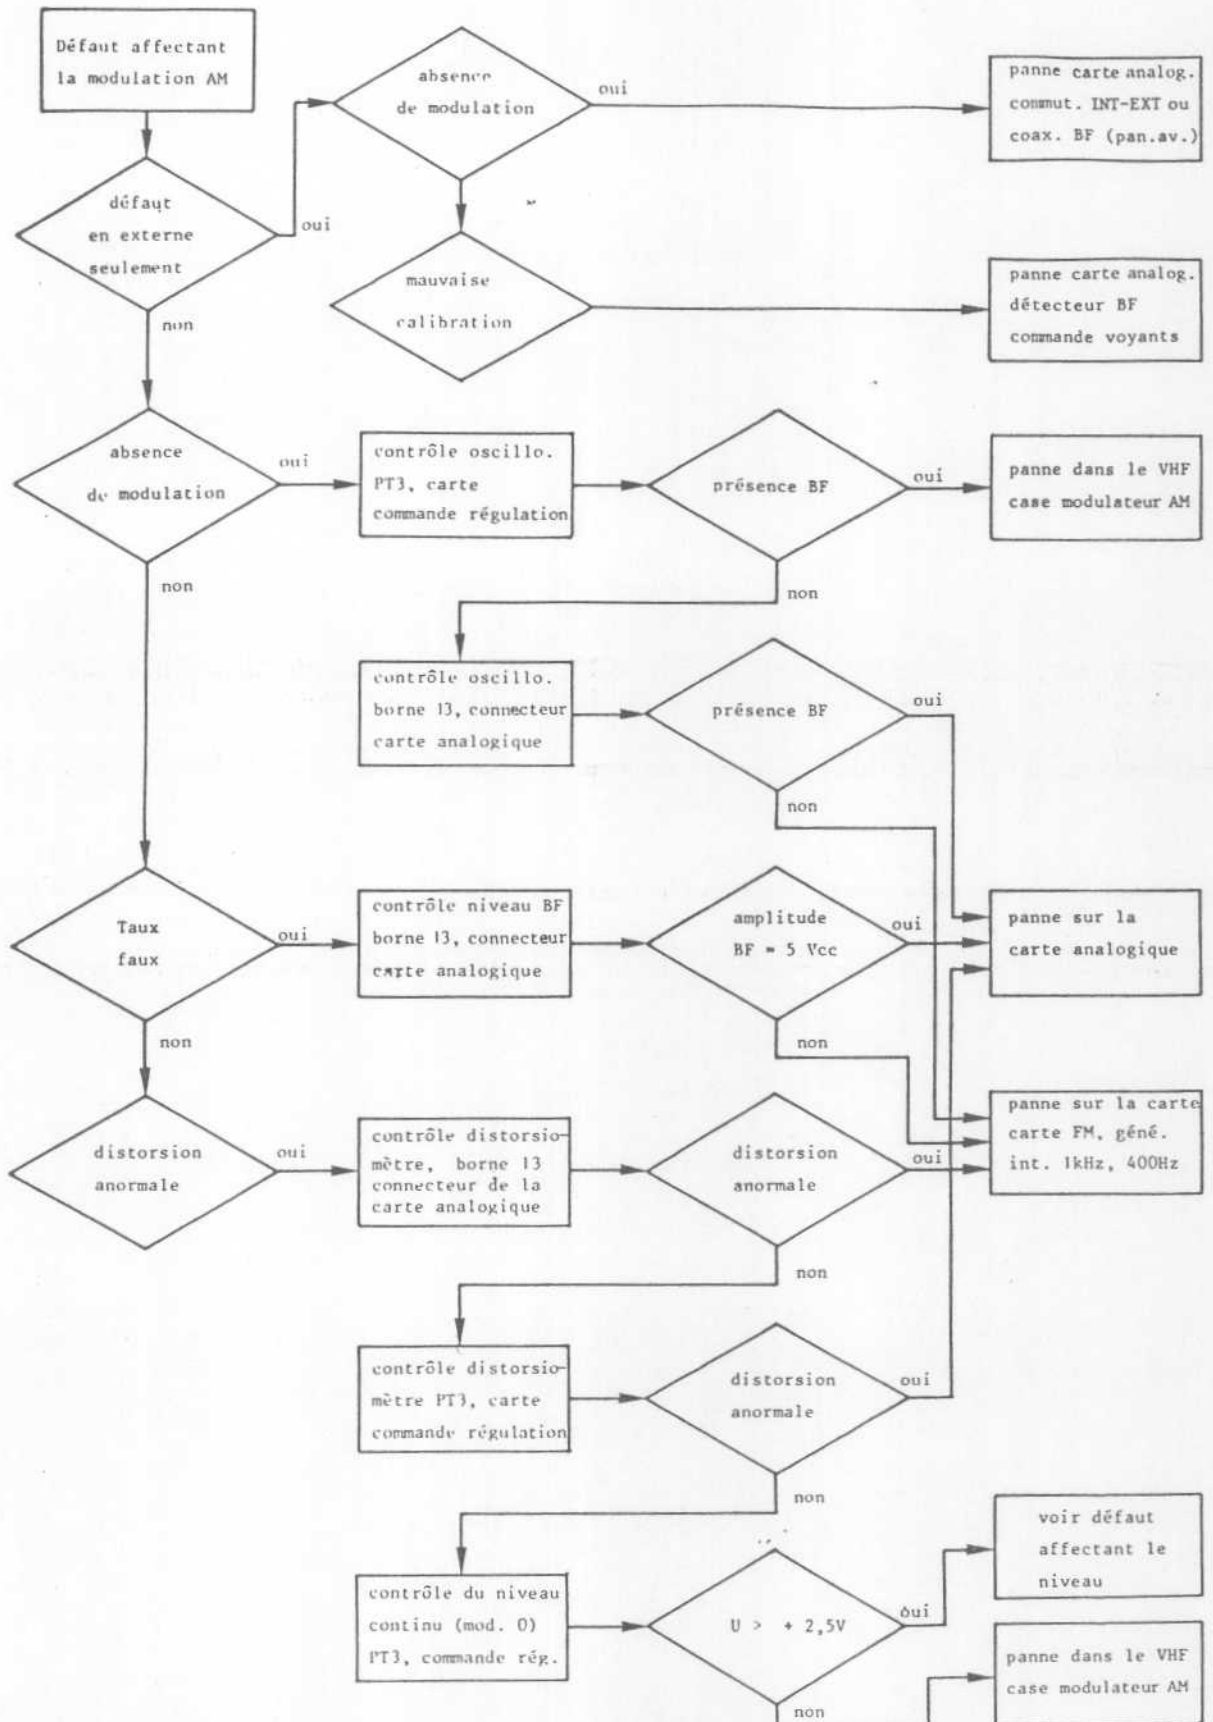 Défaut affectant
la modulation AM
absence
de modulation
oui
panne carte analog.
commut. INT-EXT ou
coax. BF (pan.av.)
défaut
en externe
seulement
oui
non
mauvaise
calibration
panne carte analog.
détecteur BF
commande voyants
absence
de modulation
oui
non
contrôle oscillo.
PT3, carte
commande régulation
présence BF
oui
non
panne dans le VHF
case modulateur AM
contrôle oscillo.
borne 13, connecteur
carte analogique
présence BF
oui
non
Taux
faux
oui
non
contrôle niveau BF
borne 13, connecteur
carte analogique
amplitude
BF = 5 Vcc
oui
non
panne sur la
carte analogique
distorsion
anormale
oui
contrôle distorsio-
mètre, borne 13
connecteur de la
carte analogique
distorsion
anormale
oui
non
panne sur la carte
carte FM, géné.
int. 1kHz, 400Hz
contrôle distorsio-
mètre PT3, carte
commande régulation
distorsion
anormale
oui
non
contrôle du niveau
continu (mod. 0)
PT3, commande rég.
U > + 2,5V
oui
non
voir défaut
affectant le
niveau
panne dans le VHF
case modulateur AM